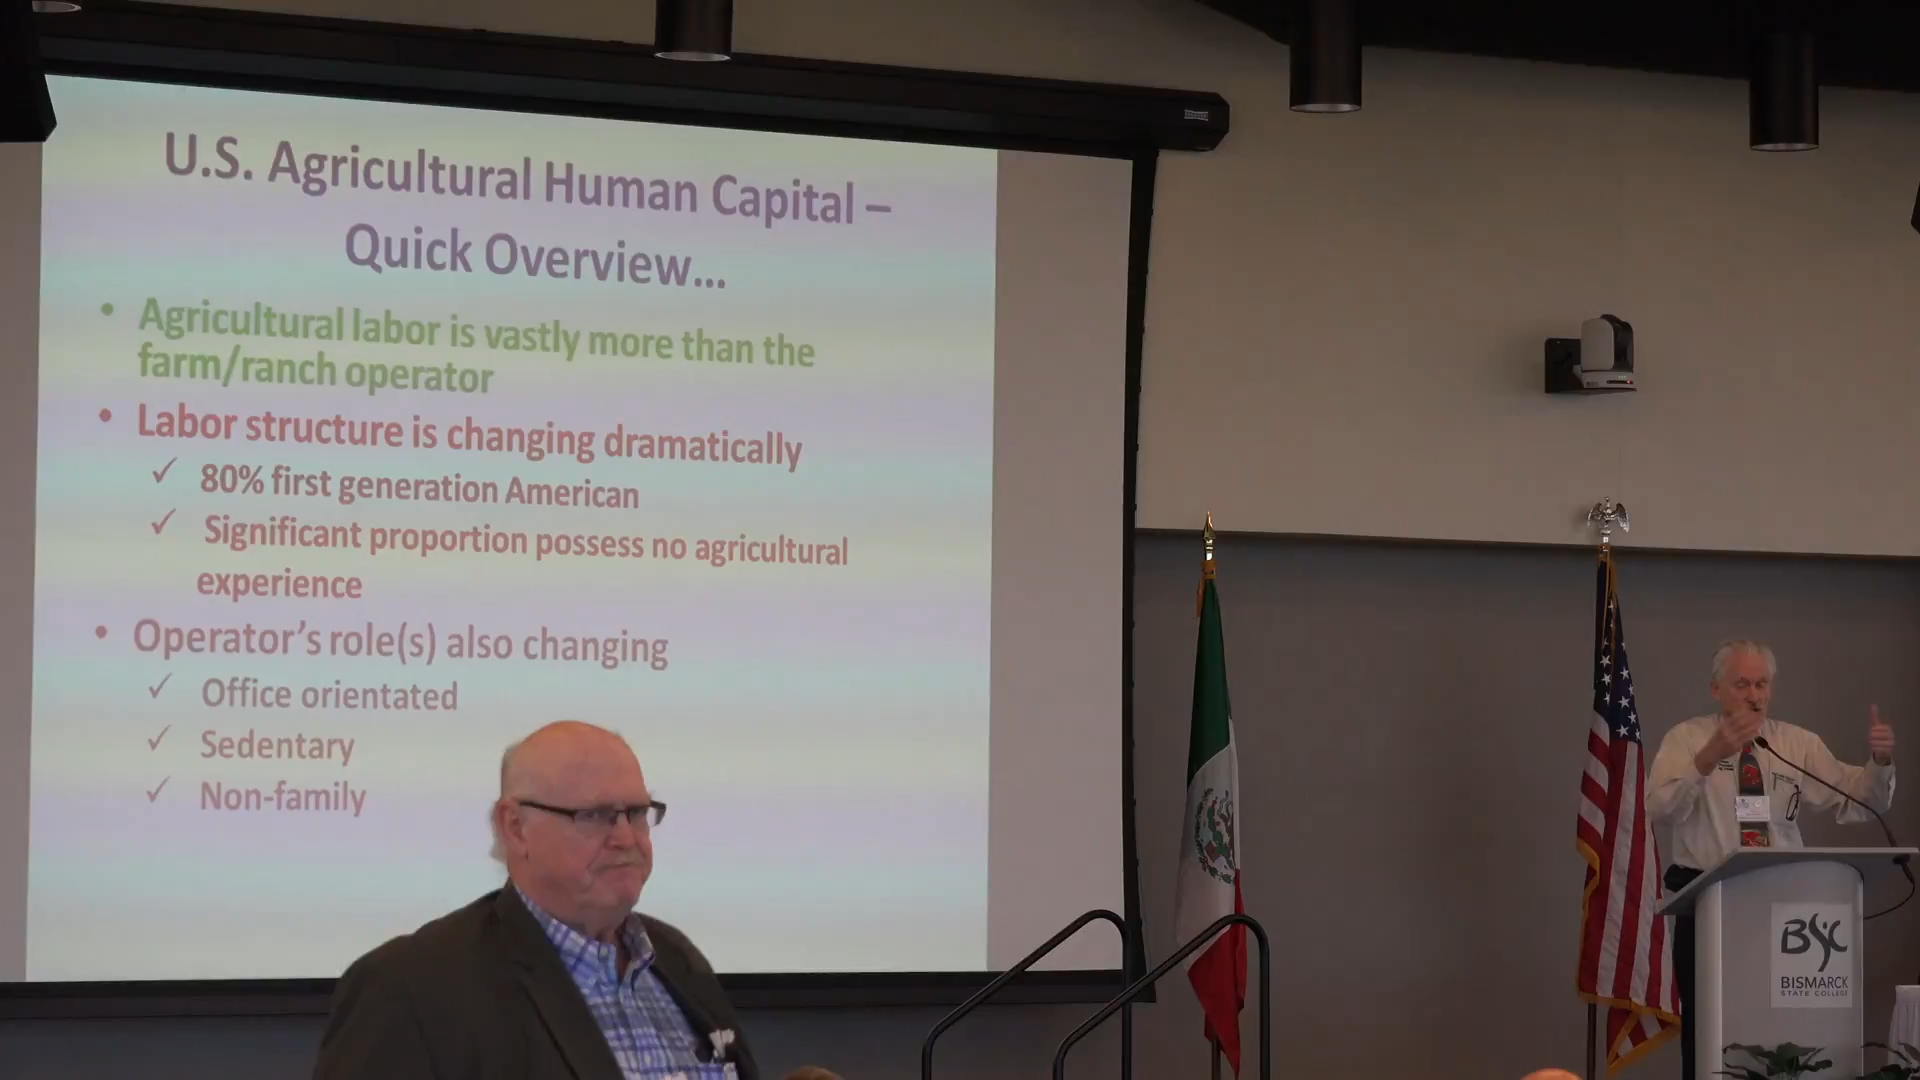 U.S. Agricultural Human Capital –
Quick Overview...
• Agricultural labor is vastly more than the
farm/ranch operator
• Labor structure is changing dramatically
✓ 80% first generation American
✓ Significant proportion possess no agricultural
experience
• Operator's role(s) also changing
✓ Office orientated
✓ Sedentary
✓ Non-family
BSC
BISMARCK
STATE COLLEGE